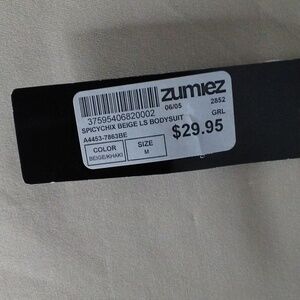 zumiez
37595406820002
06/05
2852
SPICYCHIX BEIGE LS BODYSUIT
GRL
A4453-7863BE
$29.95
COLOR
BEIGE/KHAKI
SIZE
M